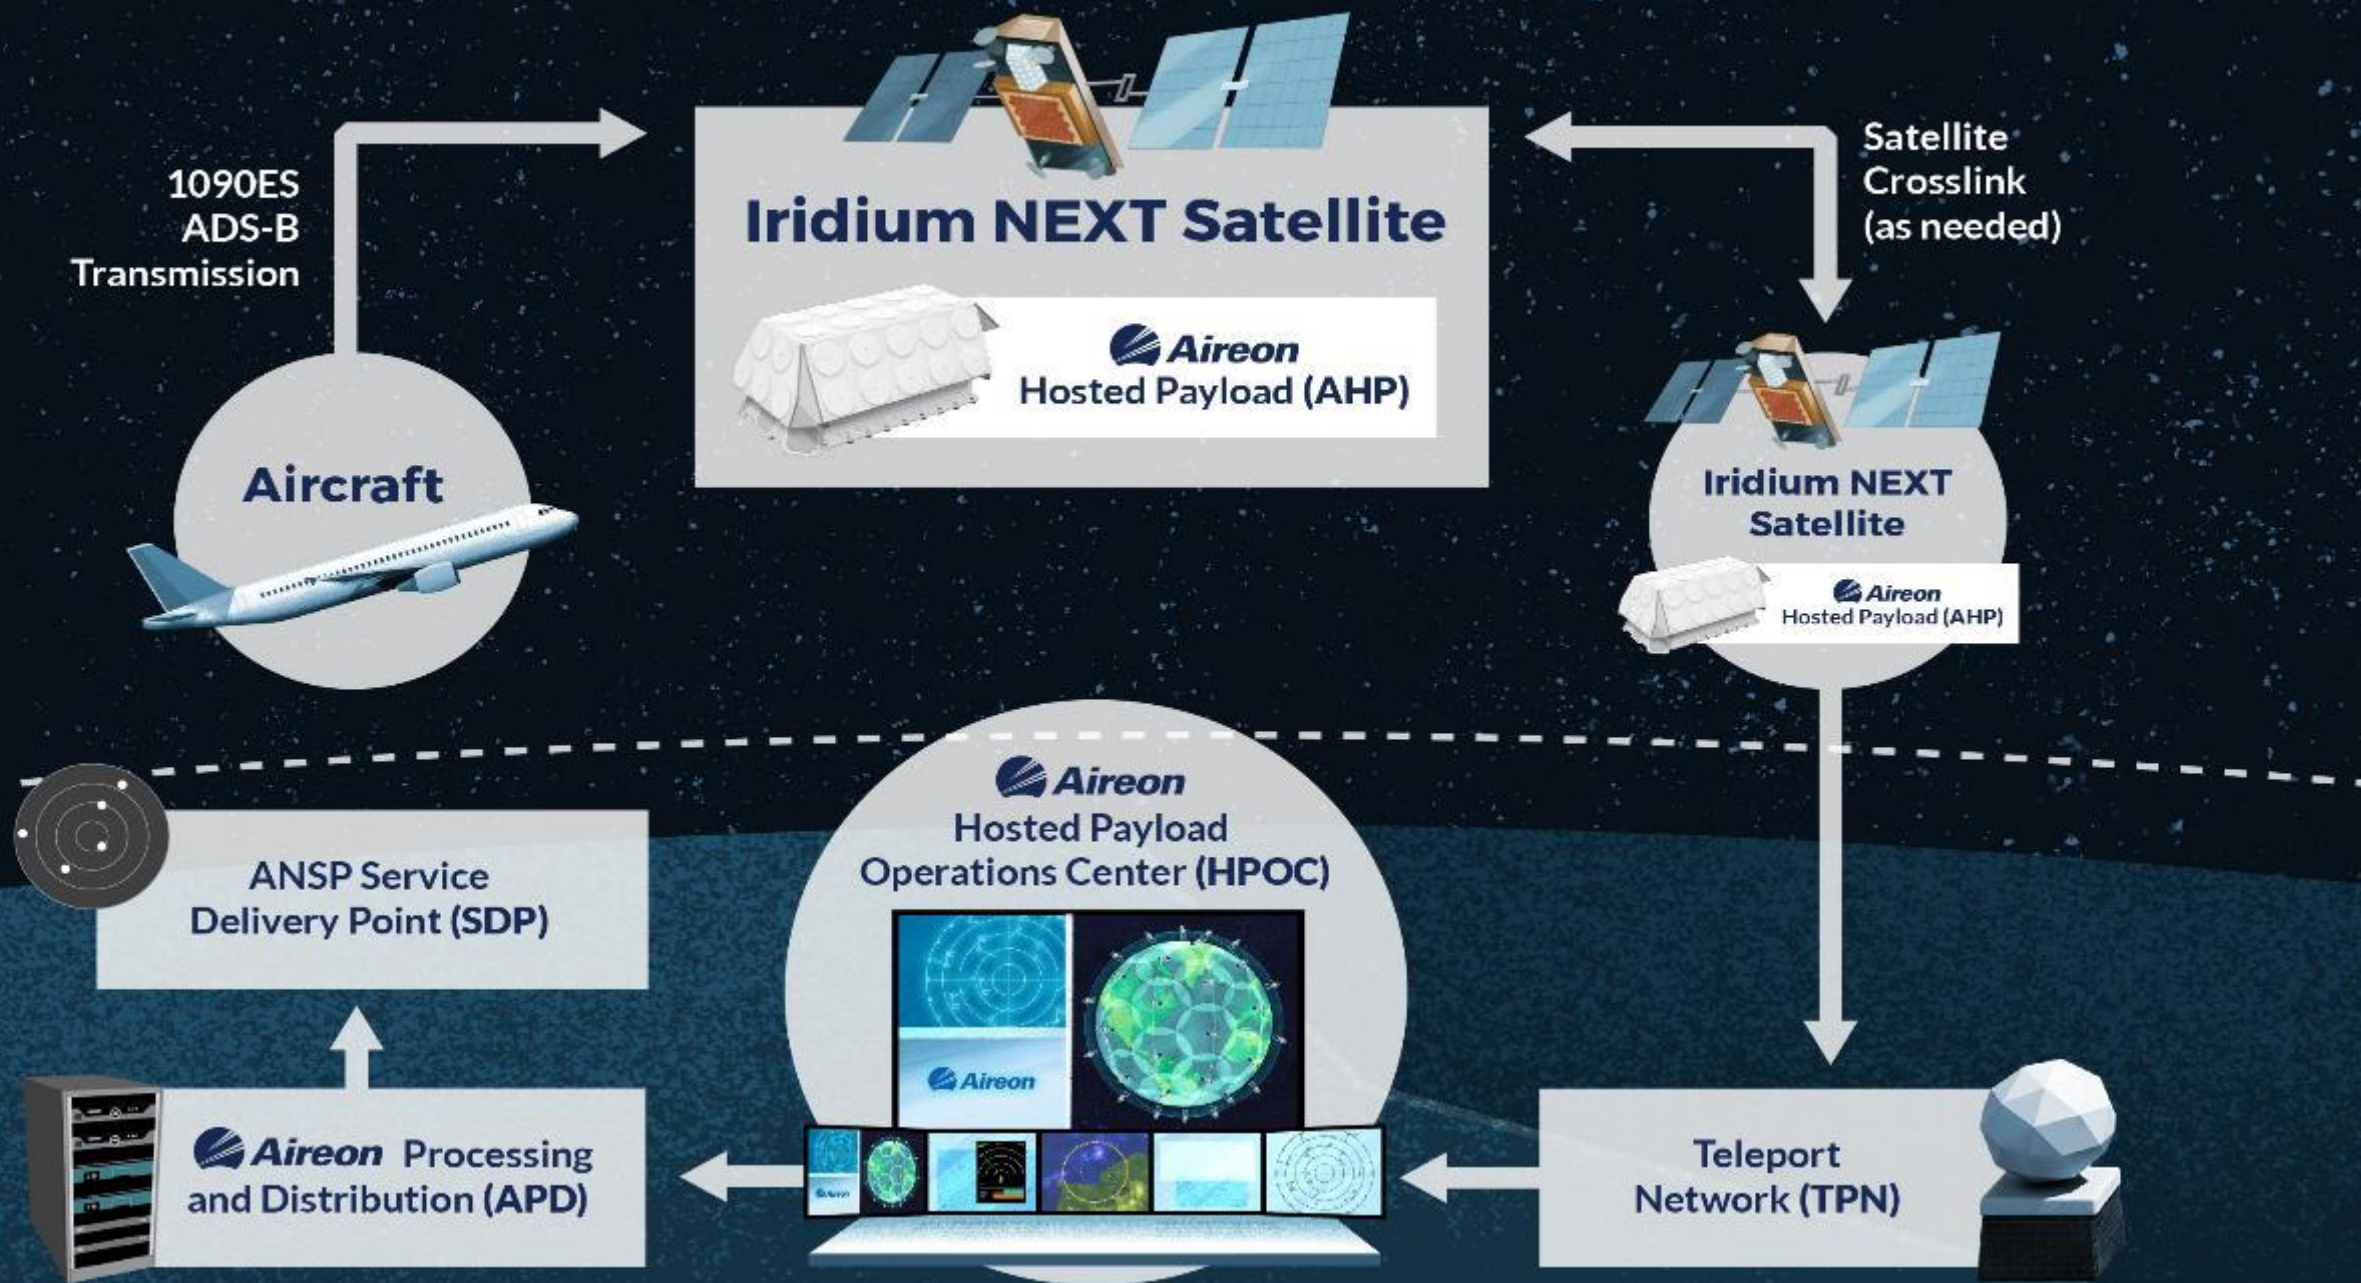 1090ES
ADS-B
Transmission
Iridium NEXT Satellite
Aireon
Hosted Payload (AHP)
Satellite
Crosslink
(as needed)
Aircraft
Iridium NEXT
Satellite
Aireon
Hosted Payload (AHP)
Aireon
Hosted Payload
Operations Center (HPOC)
Aireon
ANSP Service
Delivery Point (SDP)
Aireon Processing
and Distribution (APD)
Aireon
Teleport
Network (TPN)